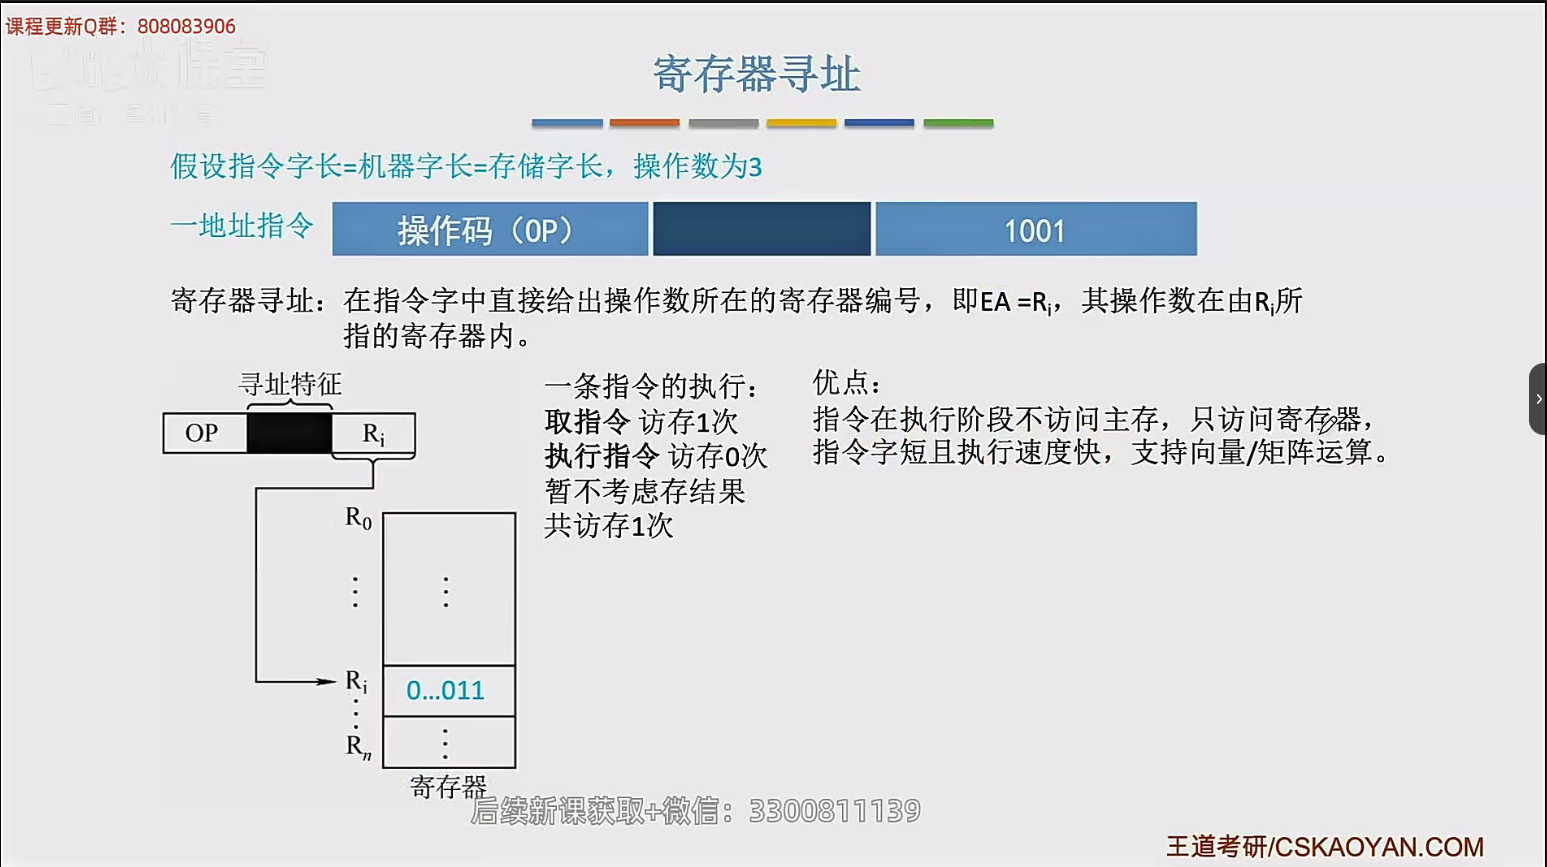 课程更新Q群：808083906
寄存器寻址
假设指令字长=机器字长=存储字长，操作数为3
一地址指令
操作码（OP）
1001
寄存器寻址：在指令字中直接给出操作数所在的寄存器编号，即EA =Ri，其操作数在由Ri所
指的寄存器内。
寻址特征
OP
Ri
R0
Ri
0...011
Rn
寄存器
一条指令的执行：
取指令 访存1次
执行指令 访存0次
暂不考虑存结果
共访存1次
优点：
指令在执行阶段不访问主存，只访问寄存器，
指令字短且执行速度快，支持向量/矩阵运算。
后续新课获取+微信：3300811139
王道考研/CSKAOYAN.COM